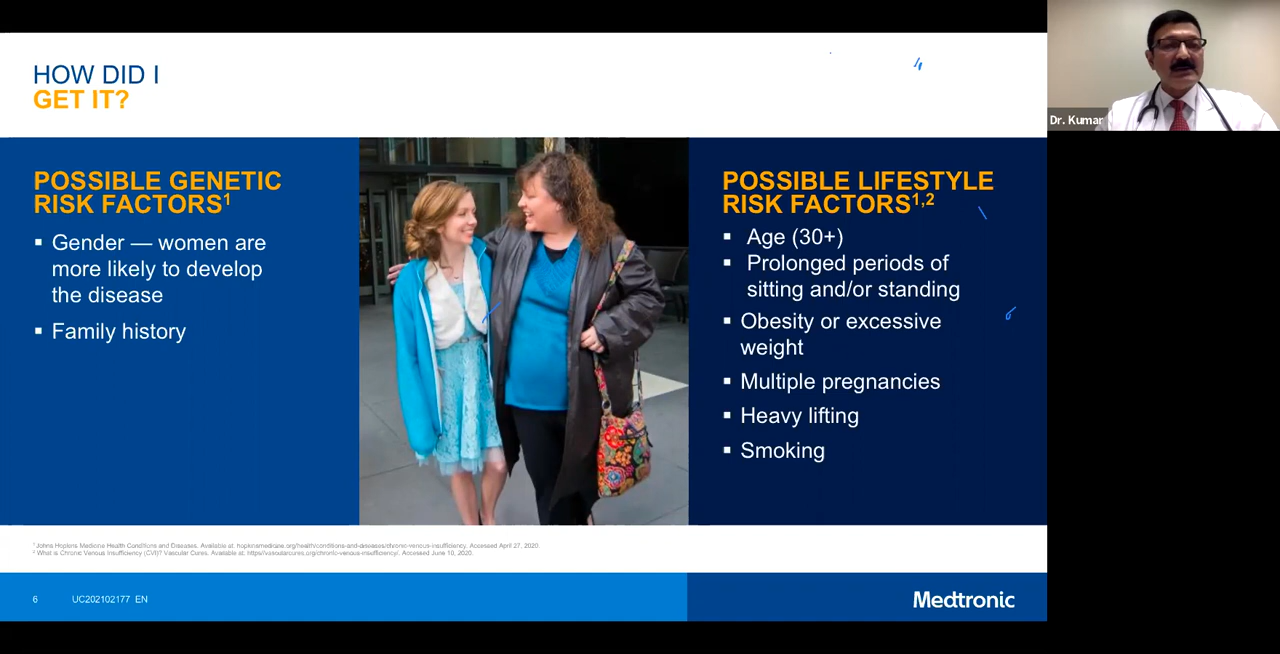 HOW DID I
GET IT?
POSSIBLE GENETIC
RISK FACTORS1
▪ Gender — women are
more likely to develop
the disease
▪ Family history
POSSIBLE LIFESTYLE
RISK FACTORS1,2
▪ Age (30+)
▪ Prolonged periods of
sitting and/or standing
▪ Obesity or excessive
weight
▪ Multiple pregnancies
▪ Heavy lifting
▪ Smoking
1 Johns Hopkins Medicine Health Conditions and Diseases. Available at: hopkinsmedicine.org/health/conditions-and-diseases/chronic-venous-insufficiency. Accessed April 27, 2020.
2 What is Chronic Venous Insufficiency (CVI)? Vascular Cures. Available at: https//vascularcures.org/chronic-venous-insufficiency/. Accessed June 10, 2020.
6 UC202102177 EN
Medtronic
Dr. Kumar